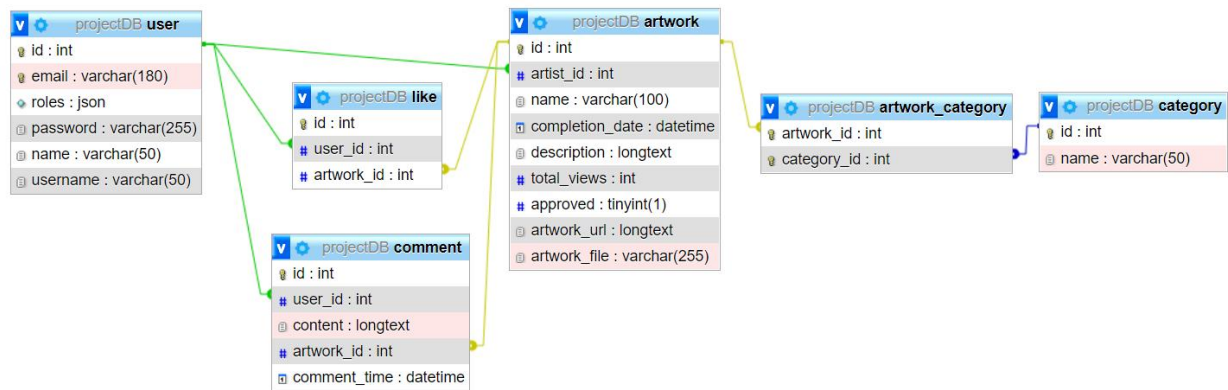 projectDB user
id : int
email : varchar(180)
roles : json
password : varchar(255)
name : varchar(50)
username : varchar(50)
projectDB like
id : int
user_id : int
artwork_id : int
projectDB comment
id : int
user_id : int
content : longtext
artwork_id : int
comment_time : datetime
projectDB artwork
id : int
artist_id : int
name : varchar(100)
completion_date : datetime
description : longtext
total_views : int
approved : tinyint(1)
artwork_url : longtext
artwork_file : varchar(255)
projectDB artwork_category
artwork_id : int
category_id : int
projectDB category
id : int
name : varchar(50)